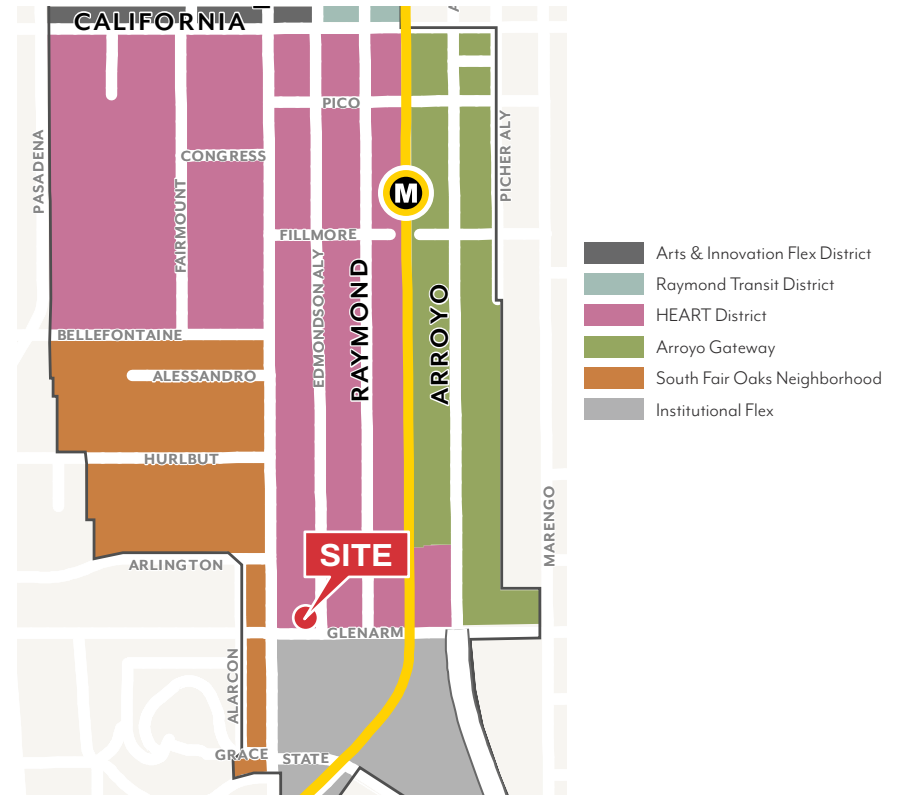 CALIFORNIA
PICO
PASADENA
CONGRESS
PICHER ALY
FAIRMOUNT
M
FILLMORE
EDMONDSON ALY
RAYMOND
ARROYO
BELLEFONTAINE
ALESSANDRO
HURLBUT
MARENGO
SITE
ARLINGTON
GLENARM
ALARCON
GRACE
STATE
Arts & Innovation Flex District
Raymond Transit District
HEART District
Arroyo Gateway
South Fair Oaks Neighborhood
Institutional Flex